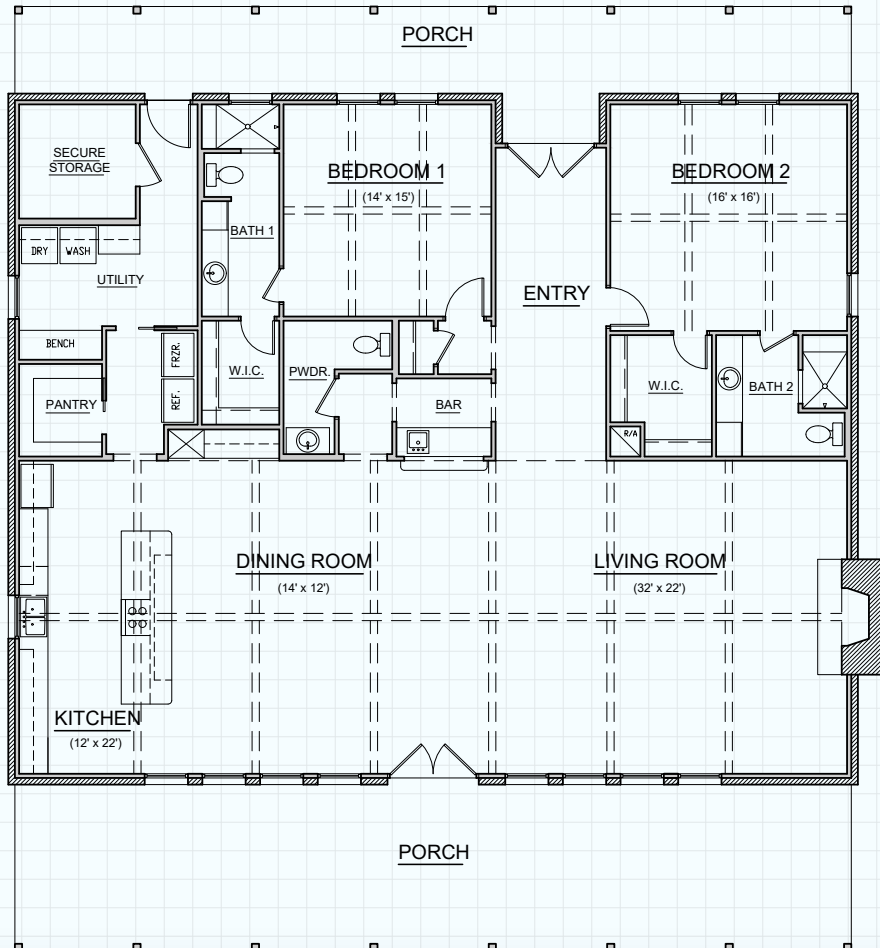 PORCH
SECURE
STORAGE
BEDROOM 1
(14' x 15')
BEDROOM 2
(16' x 16')
BATH 1
DRY
WASH
UTILITY
ENTRY
BENCH
FRZR.
REF.
W.I.C.
PWDR.
PANTRY
BAR
W.I.C.
BATH 2
R/A
DINING ROOM
(14' x 12')
LIVING ROOM
(32' x 22')
KITCHEN
(12' x 22')
PORCH